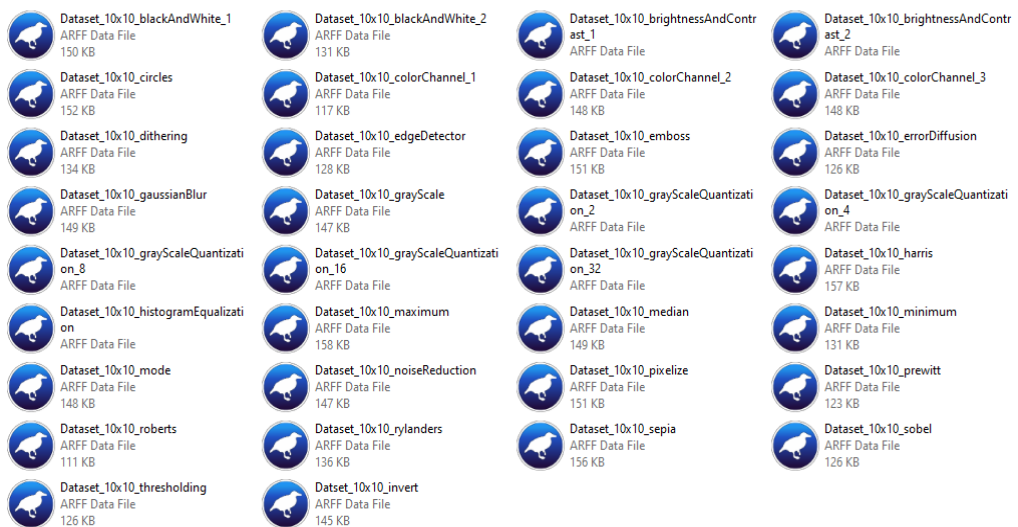 Dataset_10x10_blackAndWhite_1
ARFF Data File
150 KB
Dataset_10x10_blackAndWhite_2
ARFF Data File
131 KB
Dataset_10x10_brightnessAndContr
ast_1
ARFF Data File
Dataset_10x10_brightnessAndContr
ast_2
ARFF Data File
Dataset_10x10_circles
ARFF Data File
152 KB
Dataset_10x10_colorChannel_1
ARFF Data File
117 KB
Dataset_10x10_colorChannel_2
ARFF Data File
148 KB
Dataset_10x10_colorChannel_3
ARFF Data File
148 KB
Dataset_10x10_dithering
ARFF Data File
134 KB
Dataset_10x10_edgeDetector
ARFF Data File
128 KB
Dataset_10x10_emboss
ARFF Data File
151 KB
Dataset_10x10_errorDiffusion
ARFF Data File
126 KB
Dataset_10x10_gaussianBlur
ARFF Data File
149 KB
Dataset_10x10_grayScale
ARFF Data File
147 KB
Dataset_10x10_grayScaleQuantizati
on_2
ARFF Data File
Dataset_10x10_grayScaleQuantizati
on_4
ARFF Data File
Dataset_10x10_grayScaleQuantizati
on_8
ARFF Data File
Dataset_10x10_grayScaleQuantizati
on_16
ARFF Data File
Dataset_10x10_grayScaleQuantizati
on_32
ARFF Data File
Dataset_10x10_harris
ARFF Data File
157 KB
Dataset_10x10_histogramEqualizati
on
ARFF Data File
Dataset_10x10_maximum
ARFF Data File
158 KB
Dataset_10x10_median
ARFF Data File
149 KB
Dataset_10x10_minimum
ARFF Data File
131 KB
Dataset_10x10_mode
ARFF Data File
148 KB
Dataset_10x10_noiseReduction
ARFF Data File
147 KB
Dataset_10x10_pixelize
ARFF Data File
151 KB
Dataset_10x10_prewitt
ARFF Data File
123 KB
Dataset_10x10_roberts
ARFF Data File
111 KB
Dataset_10x10_rylanders
ARFF Data File
136 KB
Dataset_10x10_sepia
ARFF Data File
156 KB
Dataset_10x10_sobel
ARFF Data File
126 KB
Dataset_10x10_thresholding
ARFF Data File
126 KB
Datset_10x10_invert
ARFF Data File
145 KB